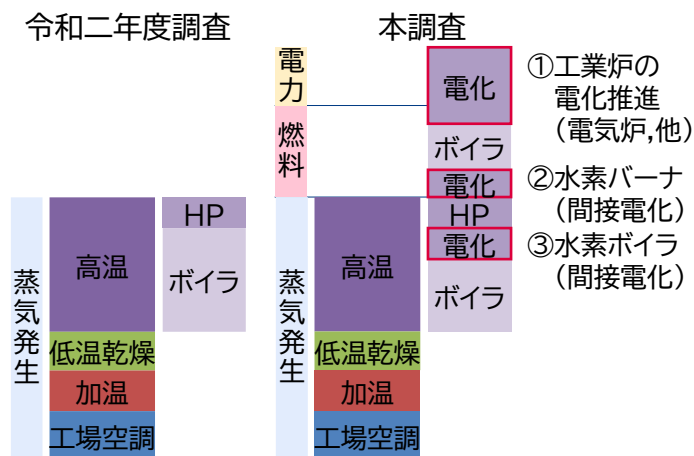 令和二年度調査
蒸気発生
高温
低温乾燥
加温
工場空調
HP
ボイラ
本調査
電力
燃料
蒸気発生
高温
低温乾燥
加温
工場空調
電化
ボイラ
電化
HP
電化
ボイラ
①工業炉の
電化推進
（電気炉,他）
②水素バーナ
（間接電化）
③水素ボイラ
（間接電化）